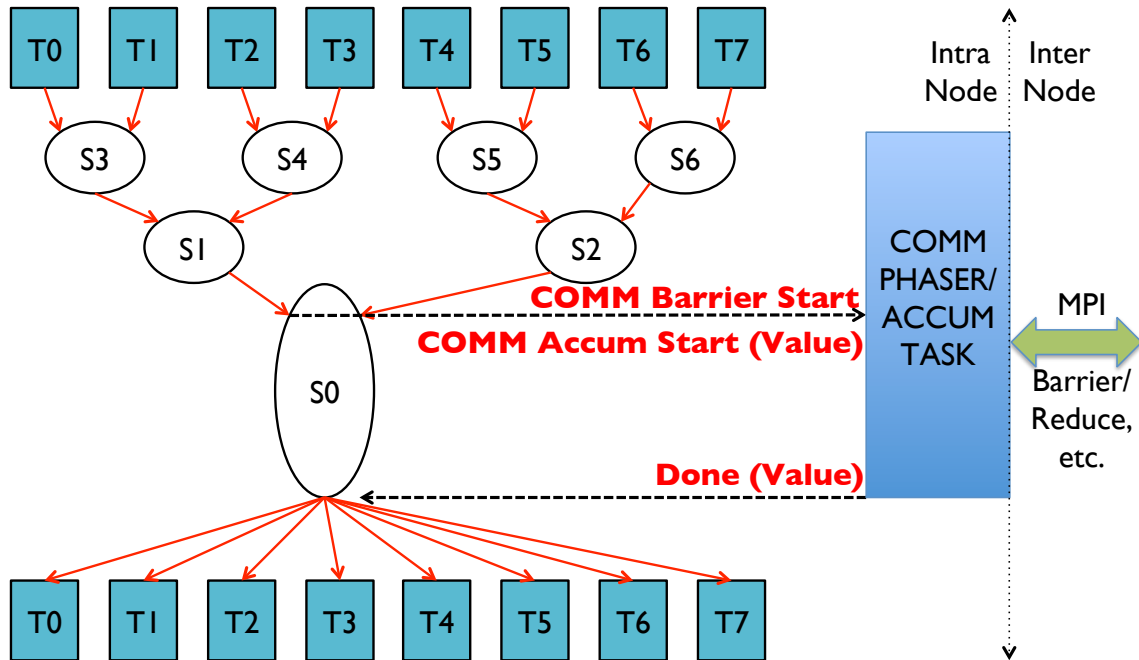 T0 T1 T2 T3 T4 T5 T6 T7
Intra
Node
Inter
Node
S3 S4 S5 S6
S1 S2
COMM
PHASER/
ACCUM
TASK
COMM Barrier Start
COMM Accum Start (Value)
MPI
Barrier/
Reduce,
etc.
S0
Done (Value)
T0 T1 T2 T3 T4 T5 T6 T7